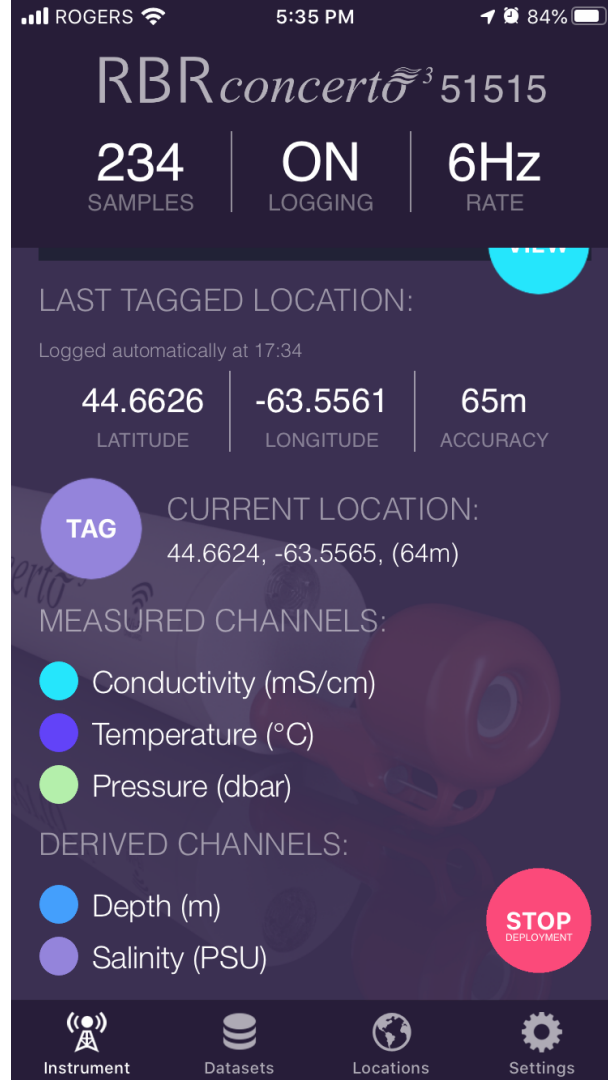 ROGERS 5:35 PM 84%
RBRconcerto³ 51515
234 ON 6Hz
SAMPLES LOGGING RATE
VIEW
LAST TAGGED LOCATION:
Logged automatically at 17:34
44.6626 -63.5561 65m
LATITUDE LONGITUDE ACCURACY
TAG
CURRENT LOCATION:
44.6624, -63.5565, (64m)
MEASURED CHANNELS:
Conductivity (mS/cm)
Temperature (°C)
Pressure (dbar)
DERIVED CHANNELS:
Depth (m)
Salinity (PSU)
STOP
DEPLOYMENT
Instrument Datasets Locations Settings